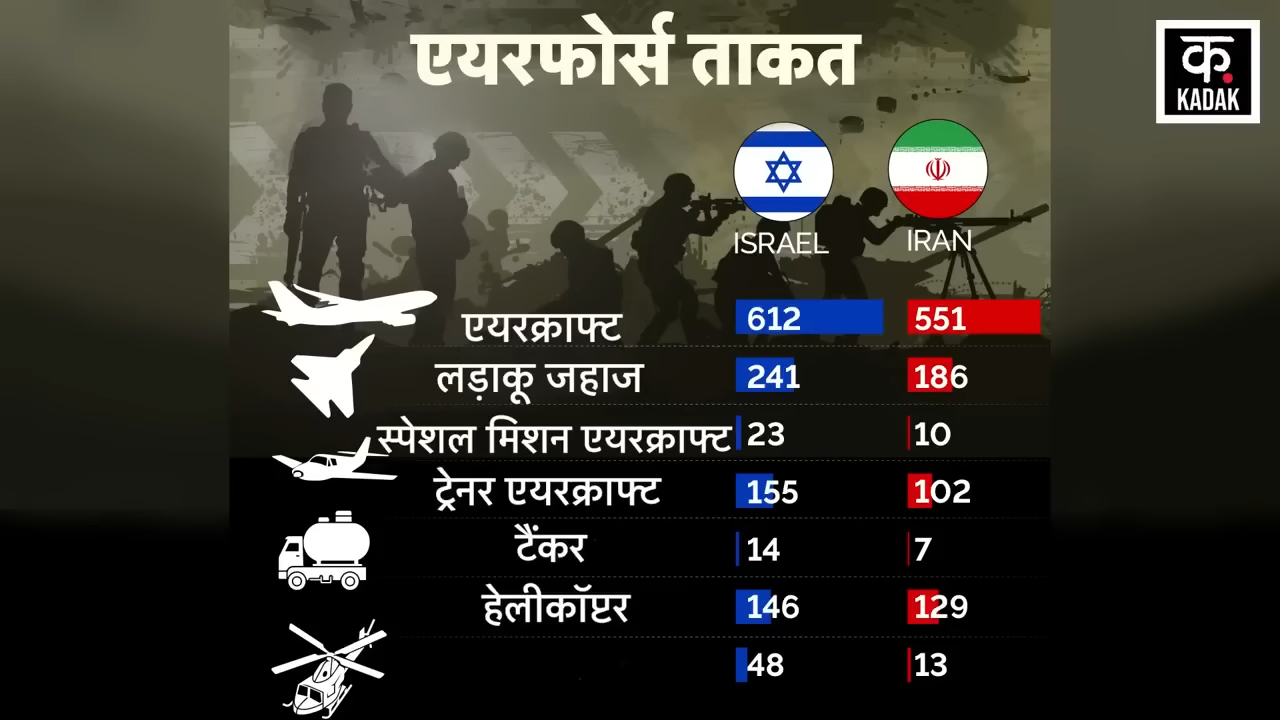 एयरफोर्स ताकत
क
KADAK
ISRAEL IRAN
एयरक्राफ्ट 612 551
लड़ाकू जहाज 241 186
स्पेशल मिशन एयरक्राफ्ट 23 10
ट्रेनर एयरक्राफ्ट 155 102
टैंकर 14 7
हेलीकॉप्टर 146 129
48 13